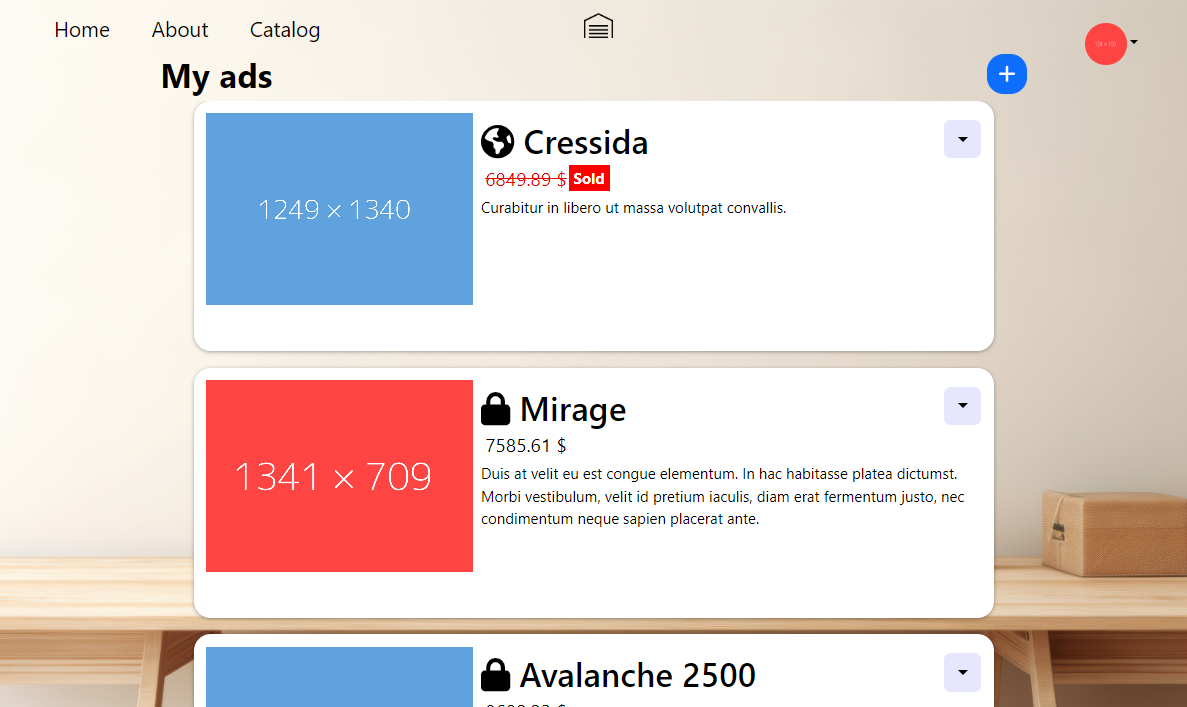 Home About Catalog
My ads
+
1249 × 1340
Cressida
6849.89 $ Sold
Curabitur in libero ut massa volutpat convallis.
1341 × 709
Mirage
7585.61 $
Duis at velit eu est congue elementum. In hac habitasse platea dictumst.
Morbi vestibulum, velit id pretium iaculis, diam erat fermentum justo, nec
condimentum neque sapien placerat ante.
Avalanche 2500